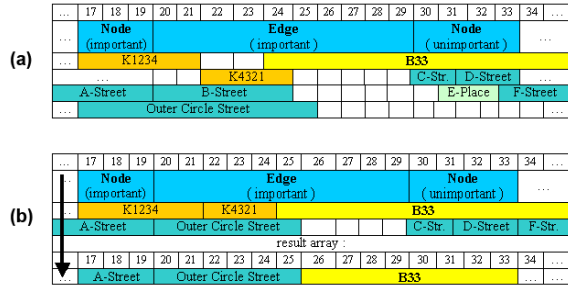 ... 17 18 19 20 21 22 23 24 25 26 27 28 29 30 31 32 33 34 ...
Node Edge Node
(important) (important ) (unimportant ) ...
(a)
K1234 B33
... K4321 C-Str. D-Street ...
A-Street B-Street E-Place F-Street
... Outer Circle Street ...
... 17 18 19 20 21 22 23 24 25 26 27 28 29 30 31 32 33 34 ...
Node Edge Node
(important) (important ) (unimportant ) ...
(b)
... K1234 K4321 B33
A-Street Outer Circle Street C-Str. D-Street F-Str.
result array :
17 18 19 20 21 22 23 24 25 26 27 28 29 30 31 32 33 34 ...
... A-Street Outer Circle Street B33 ...